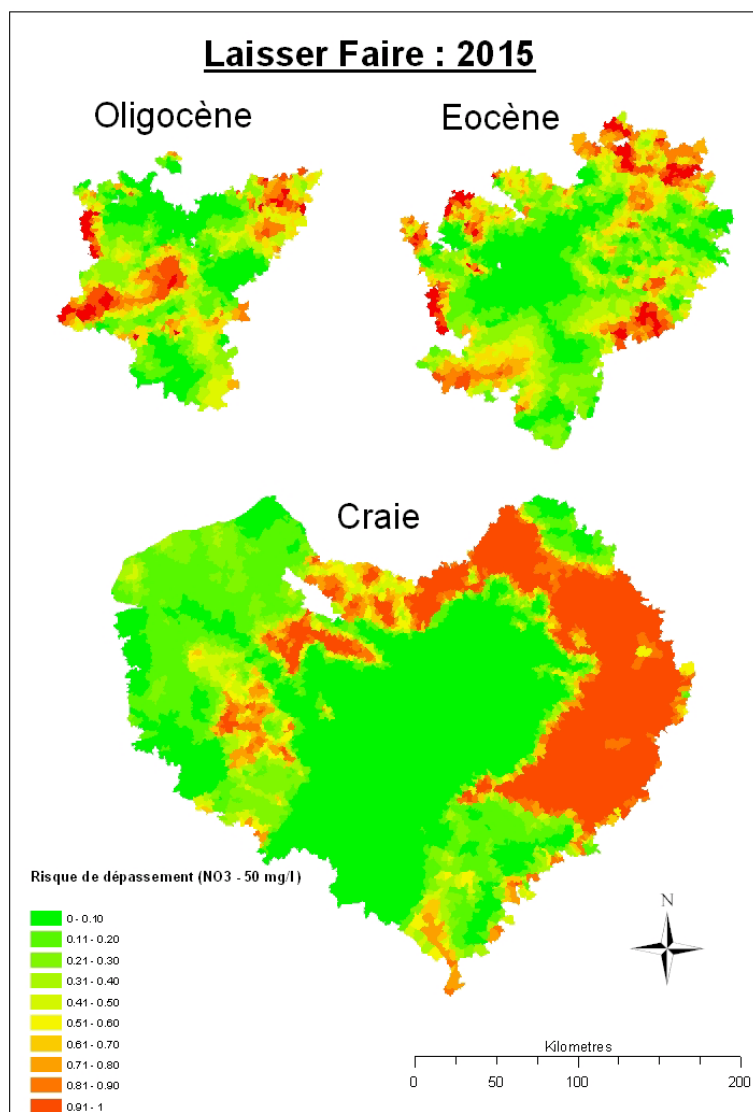 Laisser Faire : 2015
Oligocène
Eocène
Craie
Risque de dépassement (NO3 - 50 mg/l)
0 - 0.10
0.11 - 0.20
0.21 - 0.30
0.31 - 0.40
0.41 - 0.50
0.51 - 0.60
0.61 - 0.70
0.71 - 0.80
0.81 - 0.90
0.91 - 1
N
Kilometres
0 50 100 200